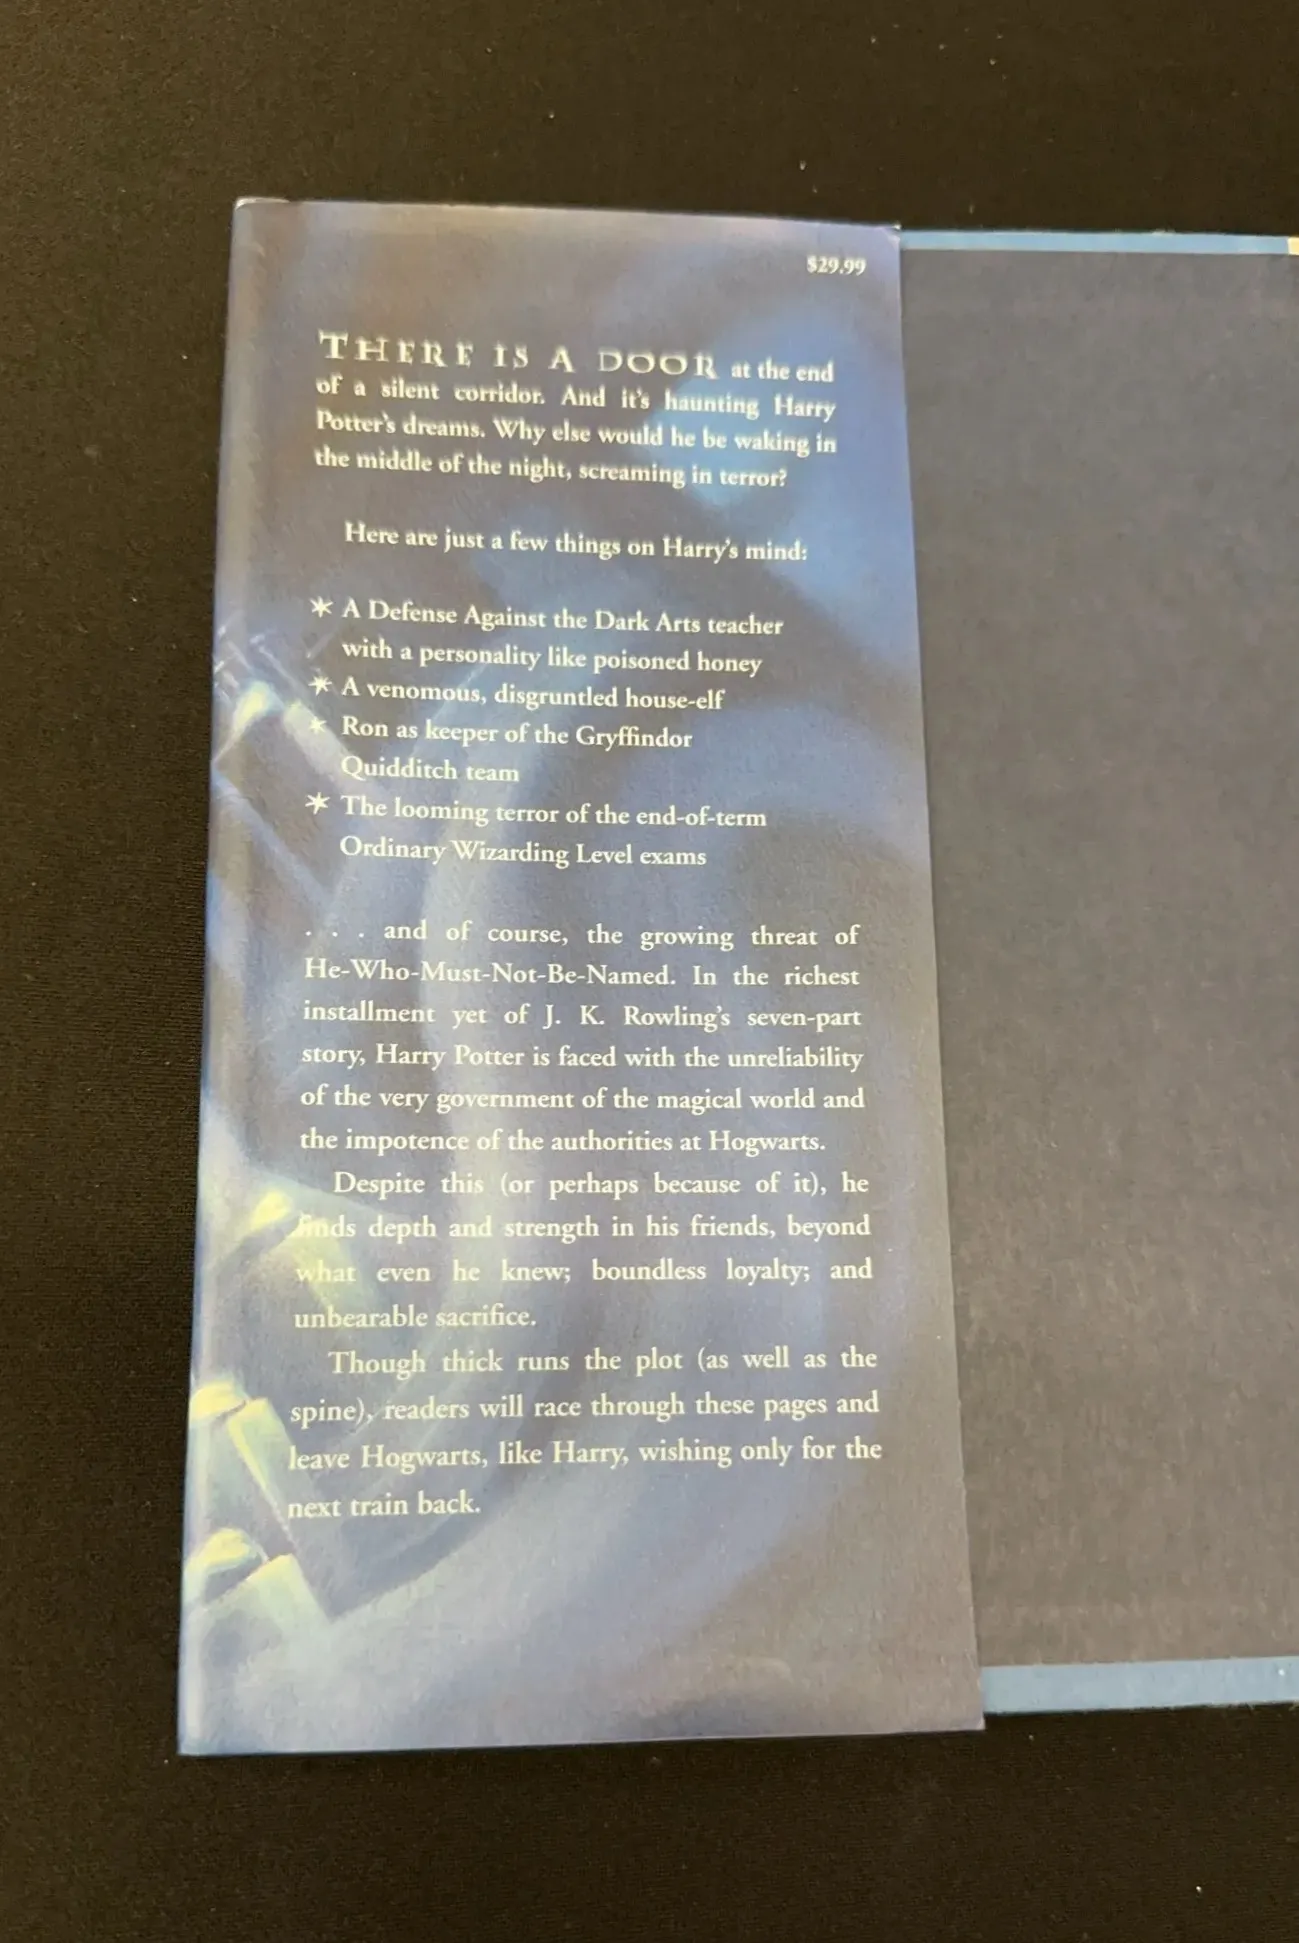 $29.99
THERE IS A DOOR at the end
of a silent corridor. And it's haunting Harry
Potter's dreams. Why else would he be waking in
the middle of the night, screaming in terror?
Here are just a few things on Harry's mind:
* A Defense Against the Dark Arts teacher
with a personality like poisoned honey
* A venomous, disgruntled house-elf
* Ron as keeper of the Gryffindor
Quidditch team
* The looming terror of the end-of-term
Ordinary Wizarding Level exams
. . . and of course, the growing threat of
He-Who-Must-Not-Be-Named. In the richest
installment yet of J. K. Rowling's seven-part
story, Harry Potter is faced with the unreliability
of the very government of the magical world and
the impotence of the authorities at Hogwarts.
Despite this (or perhaps because of it), he
finds depth and strength in his friends, beyond
what even he knew; boundless loyalty; and
unbearable sacrifice.
Though thick runs the plot (as well as the
spine), readers will race through these pages and
leave Hogwarts, like Harry, wishing only for the
next train back.